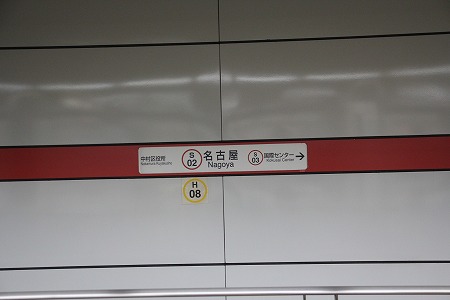 中村区役所
Nakamura Kuyakusho
S
02
名古屋
Nagoya
S
03
国際センター
Kokusai Center
→
H
08